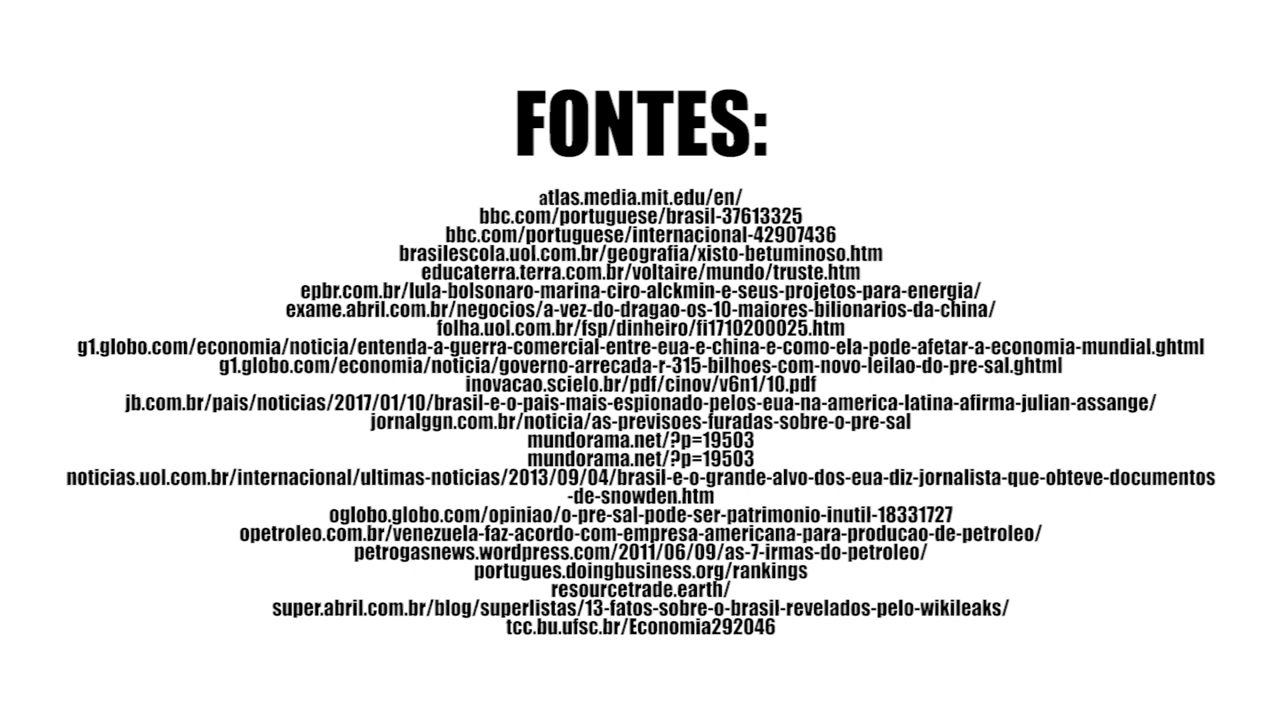 FONTES:
atlas.media.mit.edu/en/
bbc.com/portuguese/brasil-37613325
bbc.com/portuguese/internacional-42907436
brasilescola.uol.com.br/geografia/xisto-betuminoso.htm
educaterra.terra.com.br/voltaire/mundo/truste.htm
epbr.com.br/lula-bolsonaro-marina-ciro-alckmin-e-seus-projetos-para-energia/
exame.abril.com.br/negocios/a-vez-do-dragao-os-10-maiores-bilionarios-da-china/
folha.uol.com.br/fsp/dinheiro/fi1710200025.htm
g1.globo.com/economia/noticia/entenda-a-guerra-comercial-entre-eua-e-china-e-como-ela-pode-afetar-a-economia-mundial.ghtml
g1.globo.com/economia/noticia/governo-arrecada-r-315-bilhoes-com-novo-leilao-do-pre-sal.ghtml
inovacao.scielo.br/pdf/cinov/v6n1/10.pdf
jb.com.br/pais/noticias/2017/01/10/brasil-e-o-pais-mais-espionado-pelos-eua-na-america-latina-afirma-julian-assange/
jornalggn.com.br/noticia/as-previsoes-furadas-sobre-o-pre-sal
mundorama.net/?p=19503
mundorama.net/?p=19503
noticias.uol.com.br/internacional/ultimas-noticias/2013/09/04/brasil-e-o-grande-alvo-dos-eua-diz-jornalista-que-obteve-documentos
-de-snowden.htm
oglobo.globo.com/opiniao/o-pre-sal-pode-ser-patrimonio-inutil-18331727
opetroleo.com.br/venezuela-faz-acordo-com-empresa-americana-para-producao-de-petroleo/
petrogasnews.wordpress.com/2011/06/09/as-7-irmas-do-petroleo/
portugues.doingbusiness.org/rankings
resourcetrade.earth/
super.abril.com.br/blog/superlistas/13-fatos-sobre-o-brasil-revelados-pelo-wikileaks/
tcc.bu.ufsc.br/Economia292046